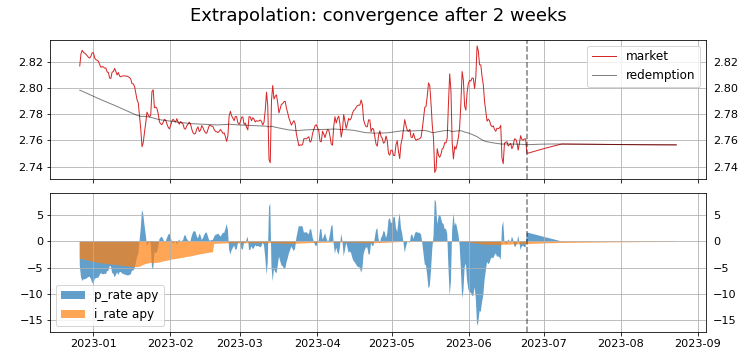 Extrapolation: convergence after 2 weeks
2.82 2.82
2.80 2.80
2.78 2.78
2.76 2.76
2.74 2.74
market
redemption
5 5
0 0
−5 −5
−10 −10
−15 −15
p_rate apy
i_rate apy
2023-01 2023-02 2023-03 2023-04 2023-05 2023-06 2023-07 2023-08 2023-09